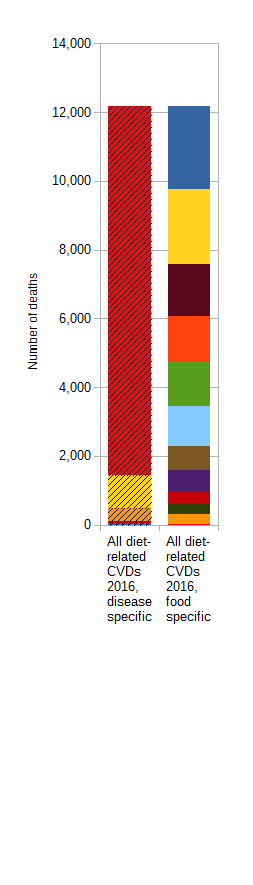 14,000
12,000
10,000
8,000
6,000
4,000
2,000
0
Number of deaths
All diet-
related
CVDs
2016,
disease
specific
All diet-
related
CVDs
2016,
food
specific